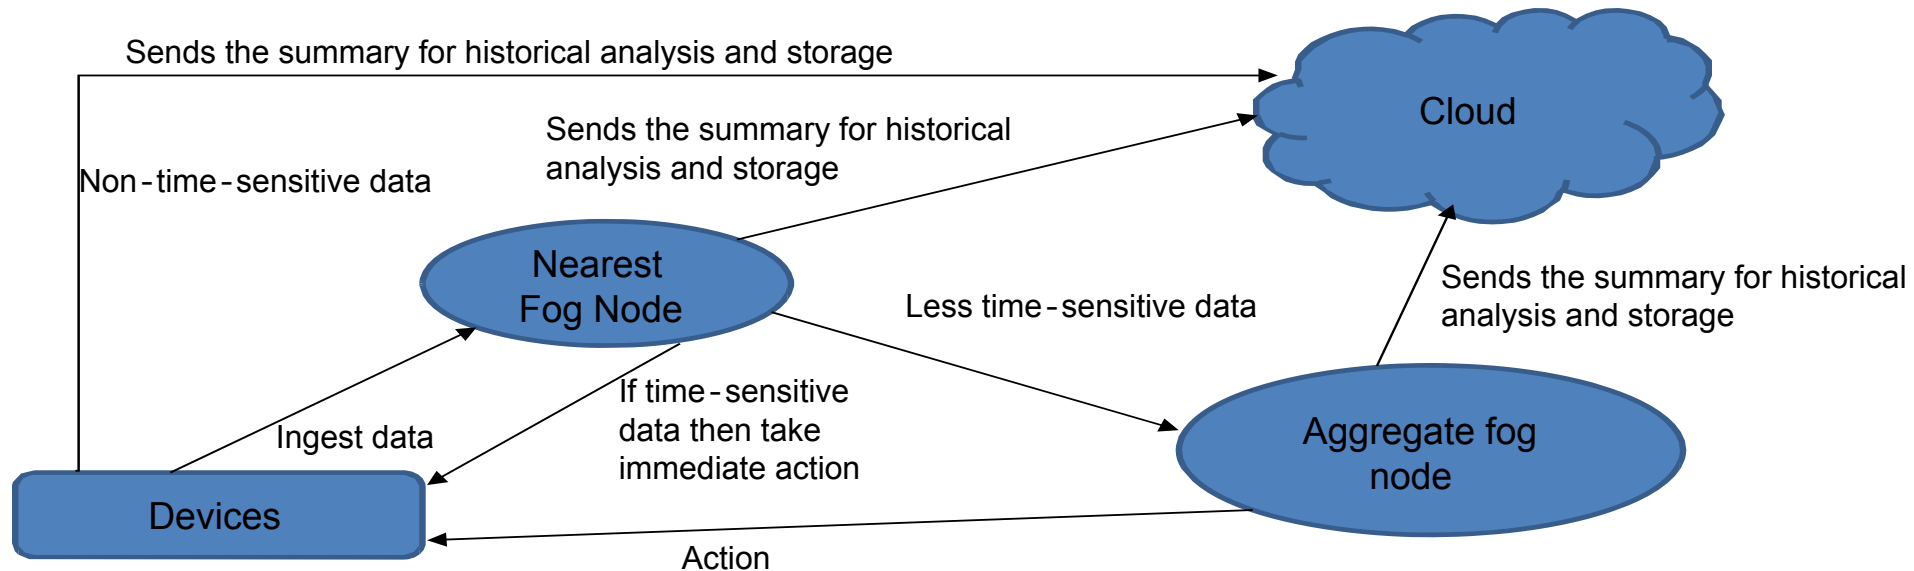 Sends the summary for historical analysis and storage
Cloud
Sends the summary for historical
analysis and storage
Non-time-sensitive data
Nearest
Fog Node
Less time-sensitive data
Sends the summary for historical
analysis and storage
If time-sensitive
data then take
immediate action
Ingest data
Aggregate fog
node
Devices
Action